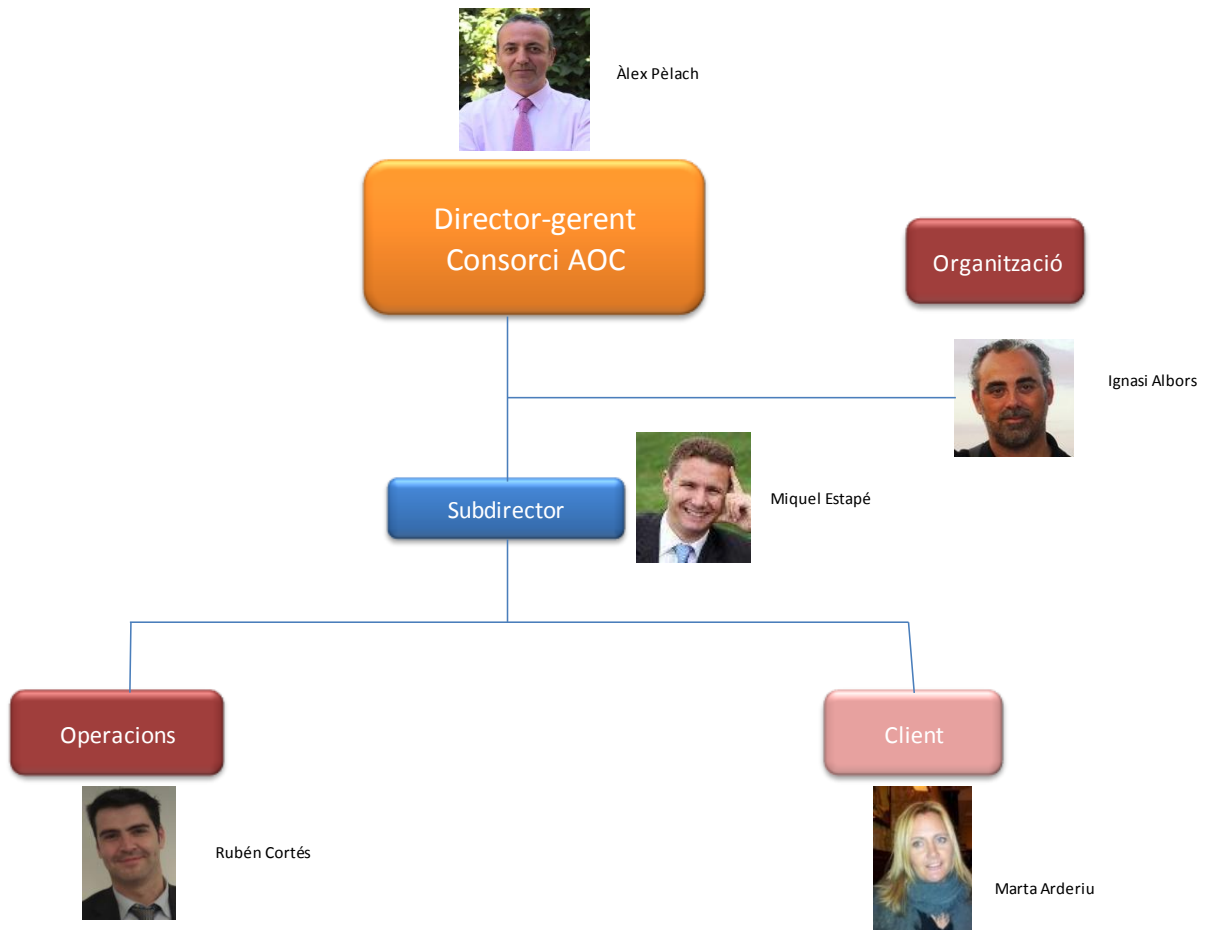 Àlex Pèlach
Director-gerent
Consorci AOC
Organització
Ignasi Albors
Subdirector
Miquel Estapé
Operacions
Client
Rubén Cortés
Marta Arderiu